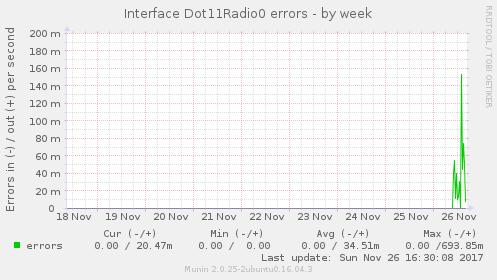 Interface Dot11Radio0 errors - by week
RRDTOOL / TOBI OETIKER
Errors in (-) / out (+) per second
200 m
180 m
160 m
140 m
120 m
100 m
80 m
60 m
40 m
20 m
0
18 Nov 19 Nov 20 Nov 21 Nov 22 Nov 23 Nov 24 Nov 25 Nov 26 Nov
Cur (-/+) Min (-/+) Avg (-/+) Max (-/+)
errors 0.00 / 20.47m 0.00 / 0.00 0.00 / 34.51m 0.00 /693.85m
Last update: Sun Nov 26 16:30:08 2017
Munin 2.0.25-2ubuntu0.16.04.3